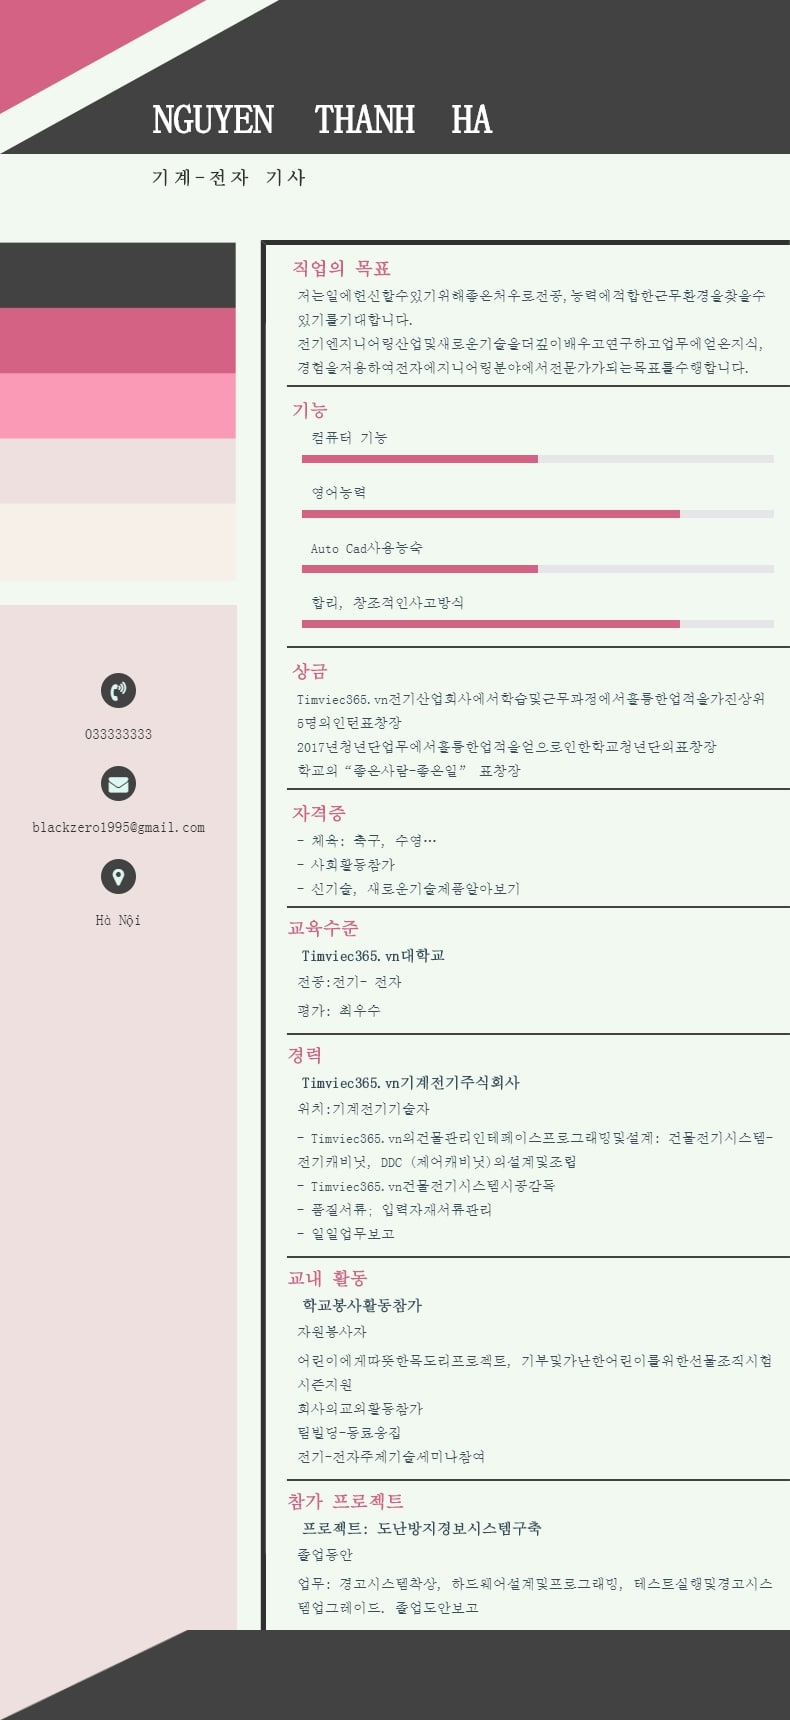 NGUYEN THANH HA
기계-전자 기사
033333333
blackzero1995@gmail.com
Hà Nội
직업의 목표
저는일에헌신할수있기위해좋은처우로전공, 능력에적합한근무환경을찾을수
있기를기대합니다.
전기엔지니어링산업및새로운기술을더깊이배우고연구하고업무에얻은지식,
경험을저용하여전자에지니어링분야에서전문가가되는목표를수행합니다.
기능
컴퓨터 기능
영어능력
Auto Cad사용능숙
합리, 창조적인사고방식
상금
Timviec365.vn전기산업회사에서학습및근무과정에서훌륭한업적을가진상위
5명의인턴표창장
2017년청년단업무에서훌륭한업적을얻으로인한학교청년단의표창장
학교의 “좋은사람-좋은일” 표창장
자격증
- 체육: 축구, 수영…
- 사회활동참가
- 신기술, 새로운기술제품알아보기
교육수준
Timviec365.vn대학교
전공:전기- 전자
평가: 최우수
경력
Timviec365.vn기계전기주식회사
위치:기계전기기술자
- Timviec365.vn의건물관리인테페이스프로그래밍및설계: 건물전기시스템-
전기캐비닛, DDC (제어캐비닛)의설계및조립
- Timviec365.vn건물전기시스템시공감독
- 품질서류; 입력자재서류관리
- 일일업무보고
교내 활동
학교봉사활동참가
자원봉사자
어린이에게따뜻한목도리프로젝트, 기부및가난한어린이를위한선물조직시험
시즌지원
회사의교외활동참가
팀빌딩-동료응집
전기-전자주제기술세미나참여
참가 프로젝트
프로젝트: 도난방지경보시스템구축
졸업동안
업무: 경고시스템착상, 하드웨어설계및프로그래밍, 테스트실행및경고시스
템업그레이드. 졸업도안보고